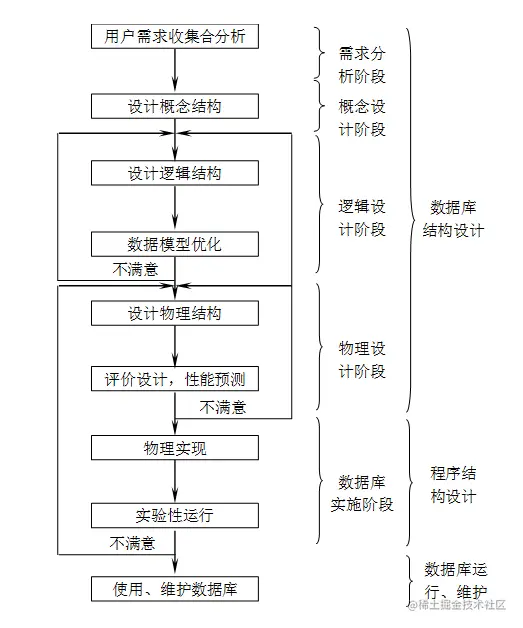 用户需求收集合分析
需求分
析阶段
设计概念结构
概念设
计阶段
设计逻辑结构
逻辑设
计阶段
数据库
结构设计
数据模型优化
不满意
设计物理结构
物理设
计阶段
评价设计，性能预测
不满意
物理实现
数据库
实施阶段
程序结
构设计
实验性运行
不满意
使用、维护数据库
数据库运
行、维护
@稀土掘金技术社区